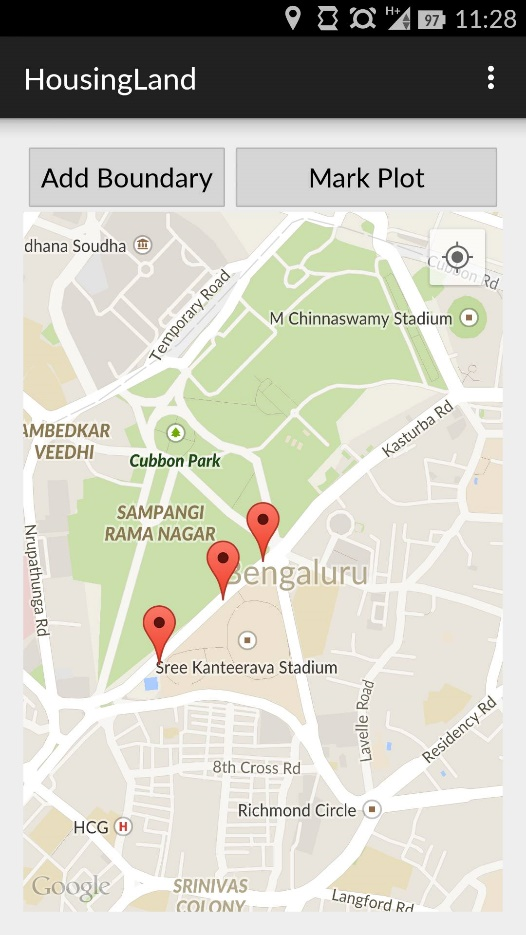 H+
97
11:28
HousingLand
Add Boundary
Mark Plot
dhana Soudha
Cubbon Rd
Temporary Road
M Chinnaswamy Stadium
AMBEDKAR
VEEDHI
Kasturba Rd
Cubbon Park
SAMPANGI
RAMA NAGAR
Nrupathunga Rd
Bengaluru
Sree Kanteerava Stadium
Lavelle Road
Residency Rd
8th Cross Rd
Richmond Circle
HCG
H
Google
SRINIVAS
COLONY
Langford Rd